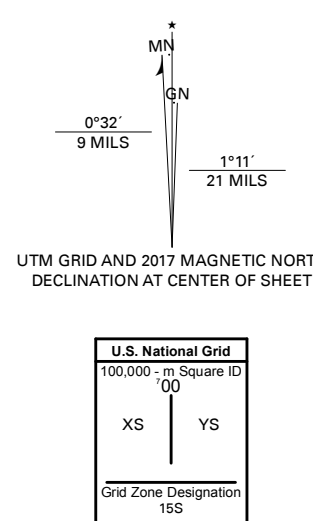 ★
MN
GN
0°32´
9 MILS
1°11´
21 MILS
UTM GRID AND 2017 MAGNETIC NORT
DECLINATION AT CENTER OF SHEET
U.S. National Grid
100,000 - m Square ID
⁷00
XS YS
Grid Zone Designation
15S